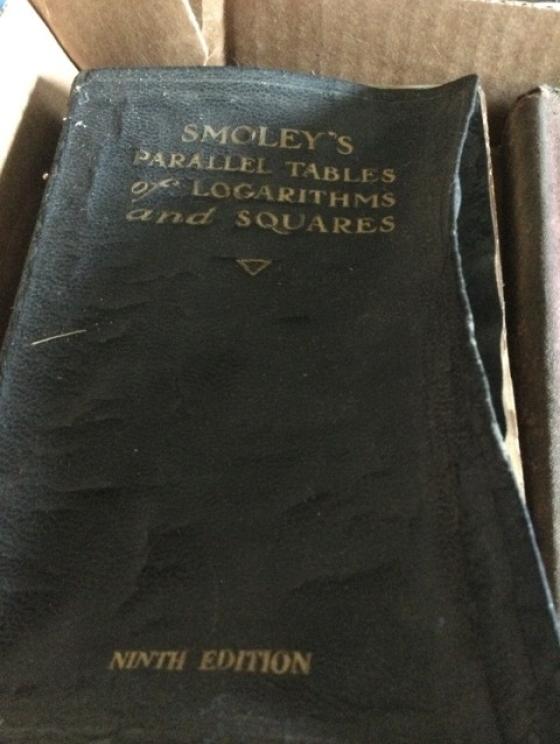 SMOLEY'S
PARALLEL TABLES
of LOGARITHMS
and SQUARES
NINTH EDITION